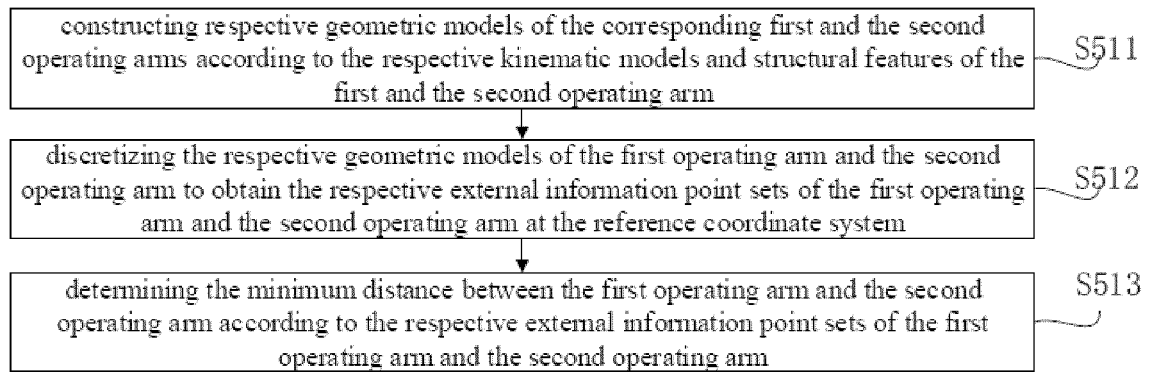 constructing respective geometric models of the corresponding first and the second
operating arms according to the respective kinematic models and structural features of the
first and the second operating arm
S511
discretizing the respective geometric models of the first operating arm and the second
operating arm to obtain the respective external information point sets of the first operating
arm and the second operating arm at the reference coordinate system
S512
determining the minimum distance between the first operating arm and the second
operating arm according to the respective external information point sets of the first
operating arm and the second operating arm
S513